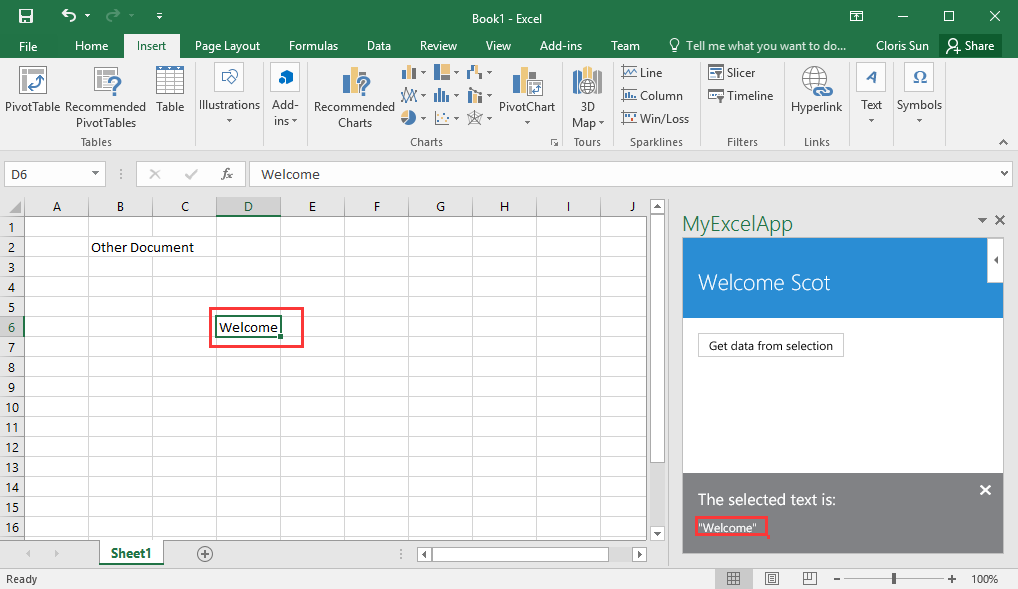 Book1 - Excel
File Home Insert Page Layout Formulas Data Review View Add-ins Team Tell me what you want to do... Cloris Sun Share
PivotTable
Recommended
PivotTables
Table
Tables
Illustrations
Add-
ins
Recommended
Charts
PivotChart
Charts
3D
Map
Tours
Line
Column
Win/Loss
Sparklines
Slicer
Timeline
Filters
Hyperlink
Links
A
Text
Ω
Symbols
D6
fx
Welcome
A B C D E F G H I J
1
2 Other Document
3
4
5
6 Welcome
7
8
9
10
11
12
13
14
15
16
Sheet1
MyExcelApp
Welcome Scot
Get data from selection
The selected text is:
"Welcome"
Ready
100%